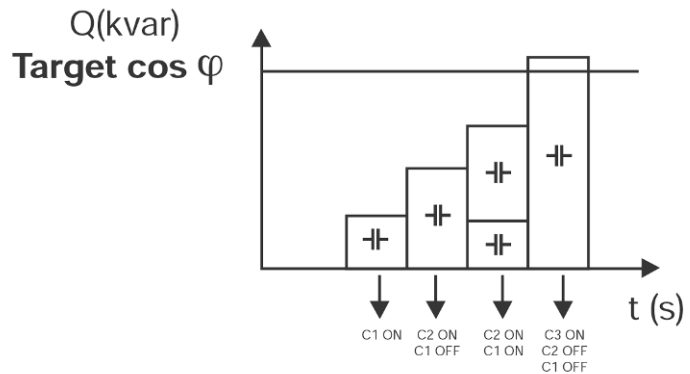 Q(kvar)
Target cos φ
t (s)
C1 ON
C2 ON
C1 OFF
C2 ON
C1 ON
C3 ON
C2 OFF
C1 OFF